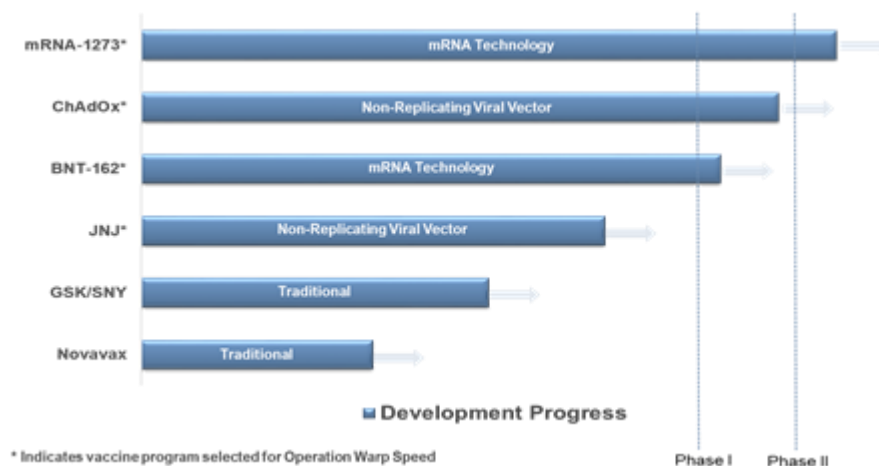 mRNA-1273*
mRNA Technology
ChAdOx*
Non-Replicating Viral Vector
BNT-162*
mRNA Technology
JNJ*
Non-Replicating Viral Vector
GSK/SNY
Traditional
Novavax
Traditional
Development Progress
* Indicates vaccine program selected for Operation Warp Speed
Phase I
Phase II